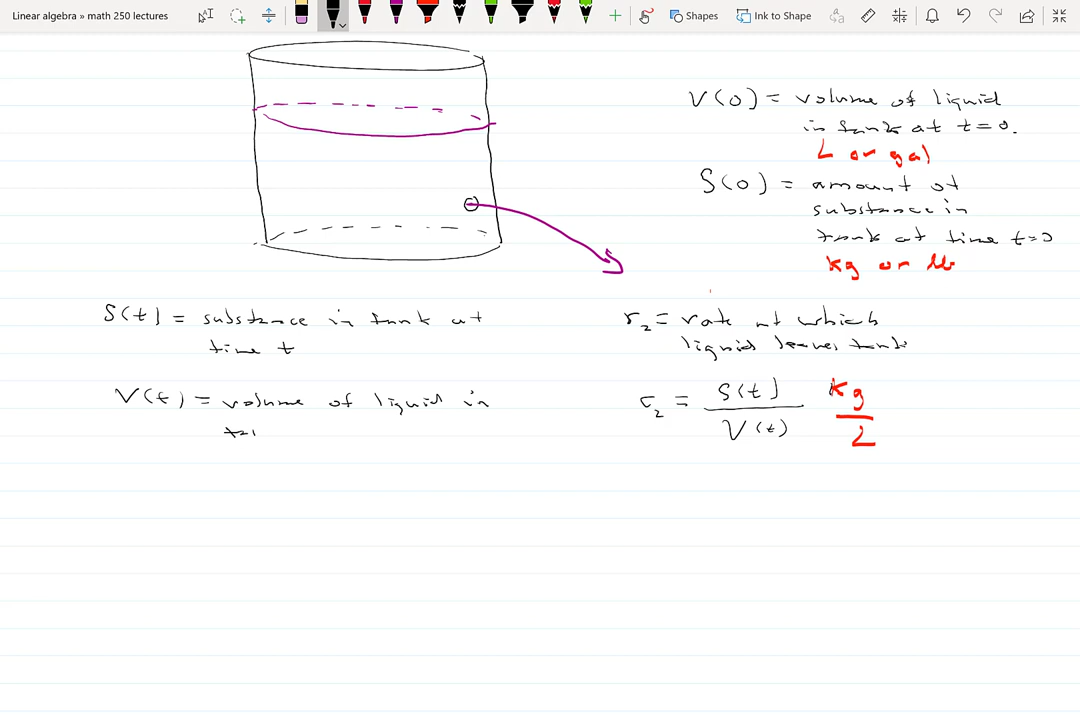 Linear algebra » math 250 lectures
Shapes
Ink to Shape
V(0) = volume of liquid
in tank at t=0.
L or gal
S(0) = amount of
substance in
tank at time t=0
kg or lb
S(t) = substance in tank at
time t
r₂ = rate at which
liquid leaves tank
V(t) = volume of liquid in
c₂ = S(t)/V(t) kg/L